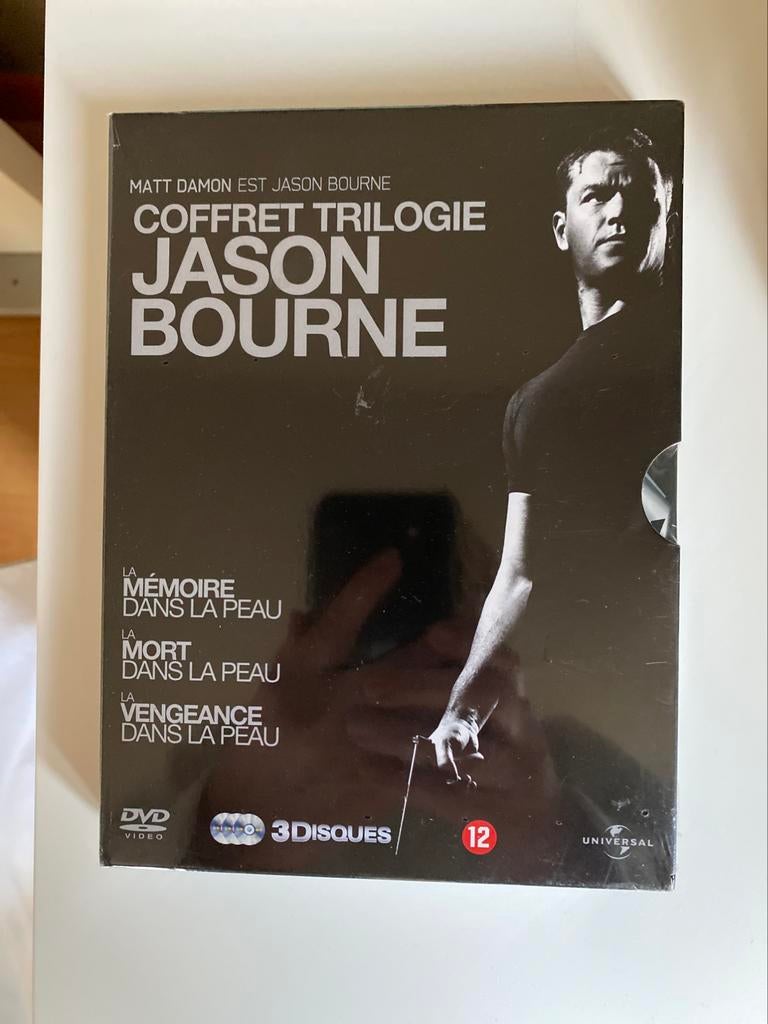 MATT DAMON EST JASON BOURNE
COFFRET TRILOGIE
JASON
BOURNE
LA
MÉMOIRE
DANS LA PEAU
LA
MORT
DANS LA PEAU
LA
VENGEANCE
DANS LA PEAU
DVD
VIDEO
3DISQUES
12
UNIVERSAL